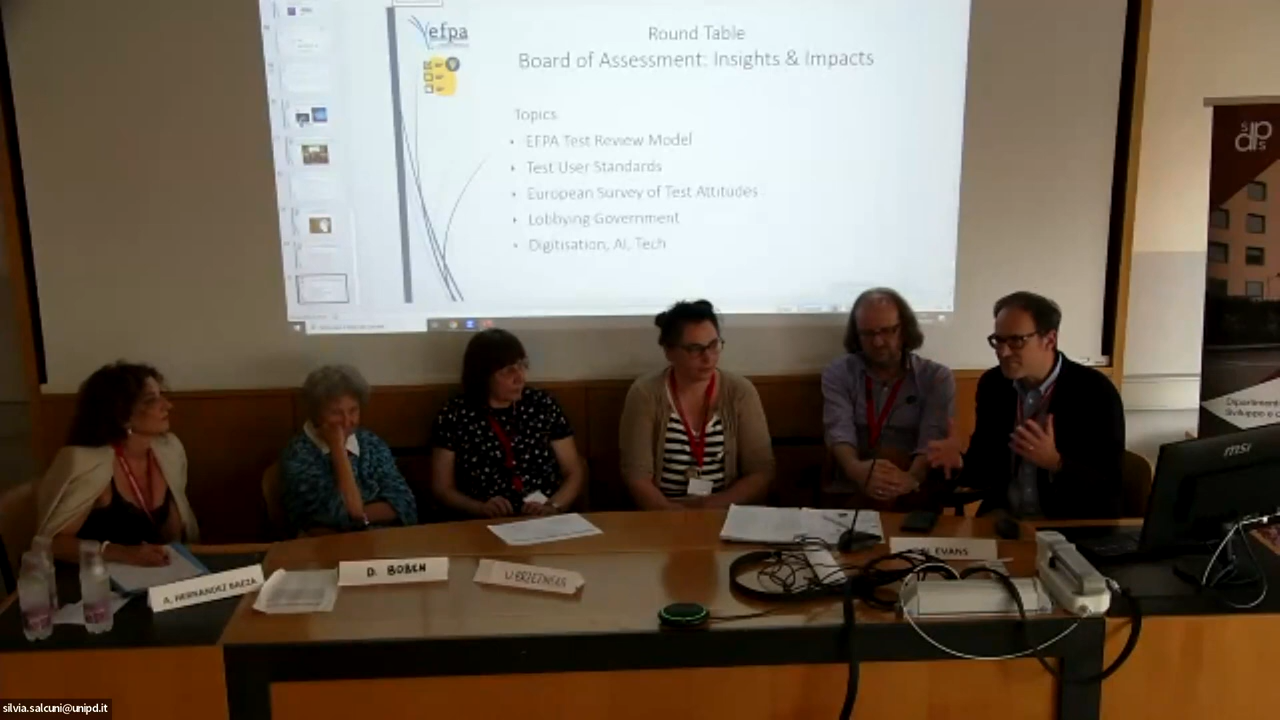 efpa
Round Table
Board of Assessment: Insights & Impacts
Topics
• EFPA Test Review Model
• Test User Standards
• European Survey of Test Attitudes
• Lobbying Government
• Digitisation, AI, Tech
msi
A. HERNANDEZ BAEZA
D. BOBEN
EVANS
silvia.salcuni@unipd.it